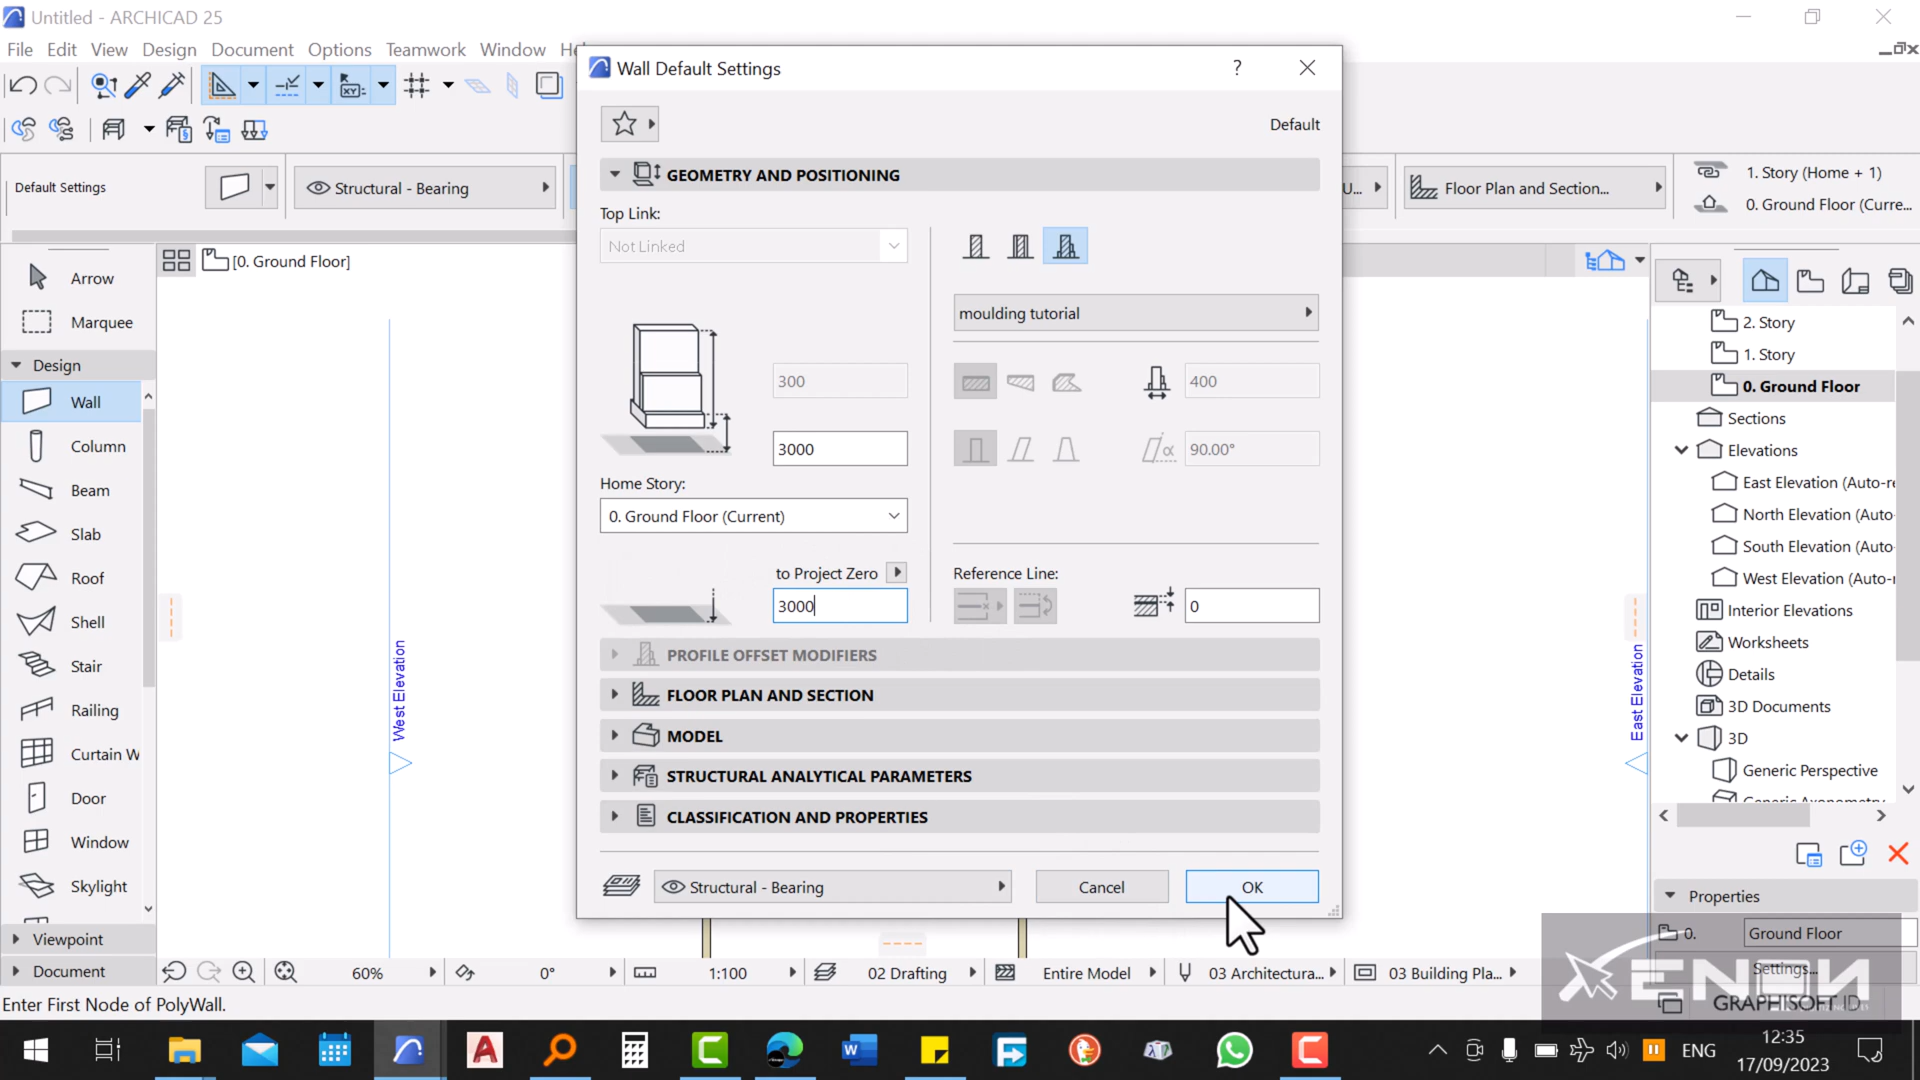 Untitled - ARCHICAD 25
File Edit View Design Document Options Teamwork Window
Wall Default Settings
Default
Default Settings
Structural - Bearing
Floor Plan and Section...
1. Story (Home + 1)
0. Ground Floor (Curre...
GEOMETRY AND POSITIONING
Top Link:
Not Linked
[0. Ground Floor]
Arrow
Marquee
Design
Wall
Column
Beam
Slab
Roof
Shell
Stair
Railing
Curtain W
Door
Window
Skylight
Viewpoint
Document
moulding tutorial
300
400
3000
90.00°
α
Home Story:
0. Ground Floor (Current)
to Project Zero
Reference Line:
3000
0
PROFILE OFFSET MODIFIERS
FLOOR PLAN AND SECTION
MODEL
STRUCTURAL ANALYTICAL PARAMETERS
CLASSIFICATION AND PROPERTIES
Structural - Bearing
Cancel
OK
West Elevation
East Elevation
2. Story
1. Story
0. Ground Floor
Sections
Elevations
East Elevation (Auto-r
North Elevation (Auto
South Elevation (Auto
West Elevation (Auto-r
Interior Elevations
Worksheets
Details
3D Documents
3D
Generic Perspective
Generic Axonometry
Properties
0.
Ground Floor
Settings...
XENON
GRAPHISOFT ID
60%
0°
1:100
02 Drafting
Entire Model
03 Architectura...
03 Building Pla...
Enter First Node of PolyWall.
ENG
12:35
17/09/2023